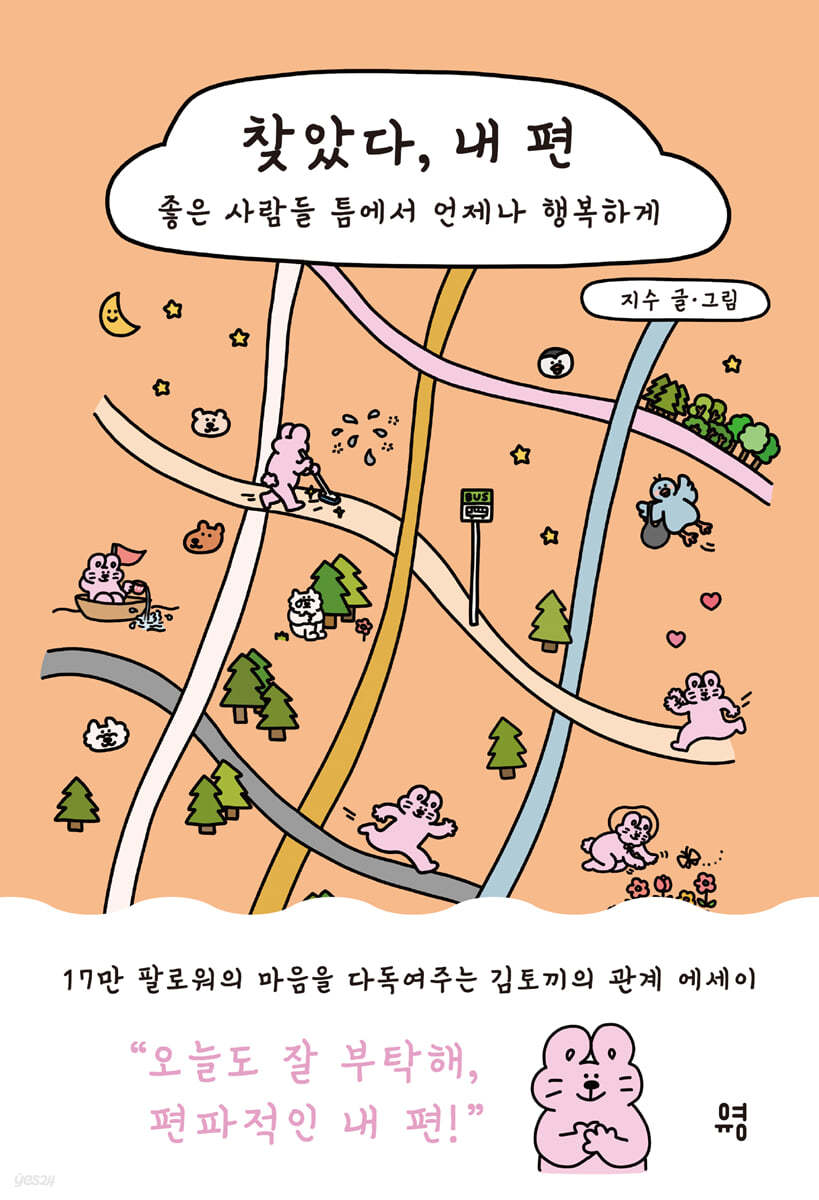 찾았다, 내 편
좋은 사람들 틈에서 언제나 행복하게
지수 글·그림
BUS
17만 팔로워의 마음을 다독여주는 김토끼의 관계 에세이
“오늘도 잘 부탁해,
편파적인 내 편!”
유영
yes24